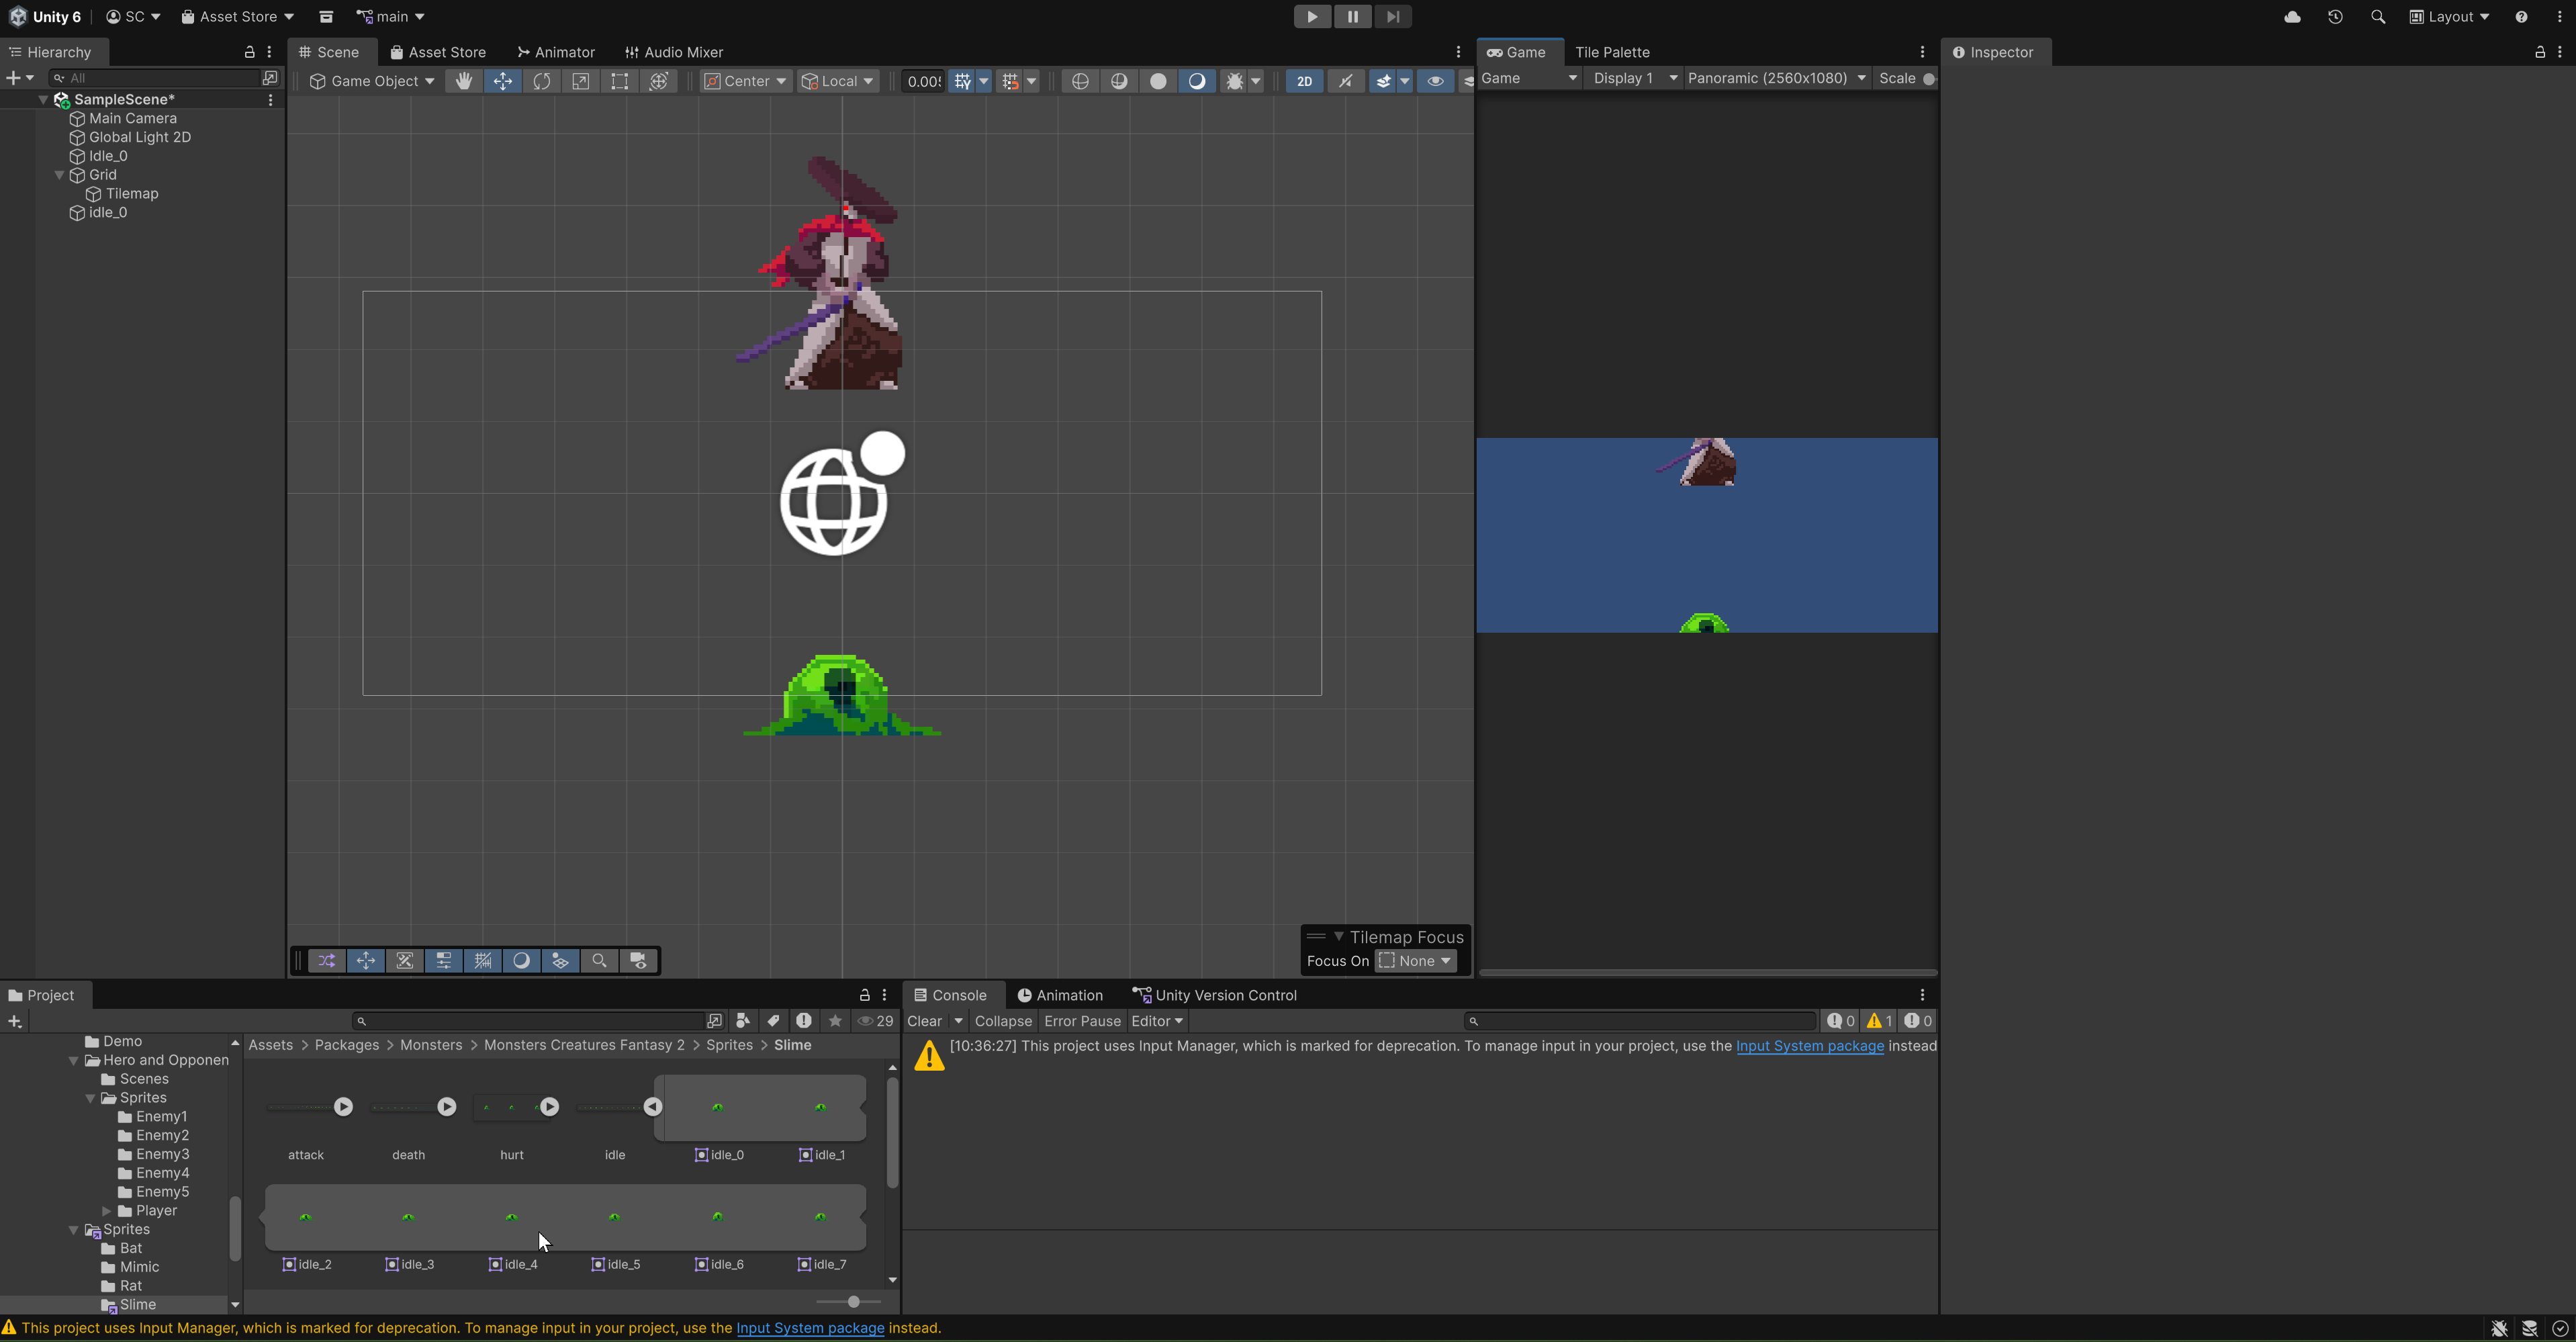 Unity 6 SC Asset Store main Layout
Hierarchy
All
SampleScene*
Main Camera
Global Light 2D
Idle_0
Grid
Tilemap
idle_0
Scene Asset Store Animator Audio Mixer
Game Object Center Local 0.005 2D
Tilemap Focus
Focus On None
Game Tile Palette
Game Display 1 Panoramic (2560x1080) Scale
Inspector
Project
29
Demo
Hero and Opponen
Scenes
Sprites
Enemy1
Enemy2
Enemy3
Enemy4
Enemy5
Player
Sprites
Bat
Mimic
Rat
Slime
Assets > Packages > Monsters > Monsters Creatures Fantasy 2 > Sprites > Slime
attack death hurt idle idle_0 idle_1
idle_2 idle_3 idle_4 idle_5 idle_6 idle_7
Console Animation Unity Version Control
Clear Collapse Error Pause Editor 0 1 0
[10:36:27] This project uses Input Manager, which is marked for deprecation. To manage input in your project, use the Input System package instead
This project uses Input Manager, which is marked for deprecation. To manage input in your project, use the Input System package instead.